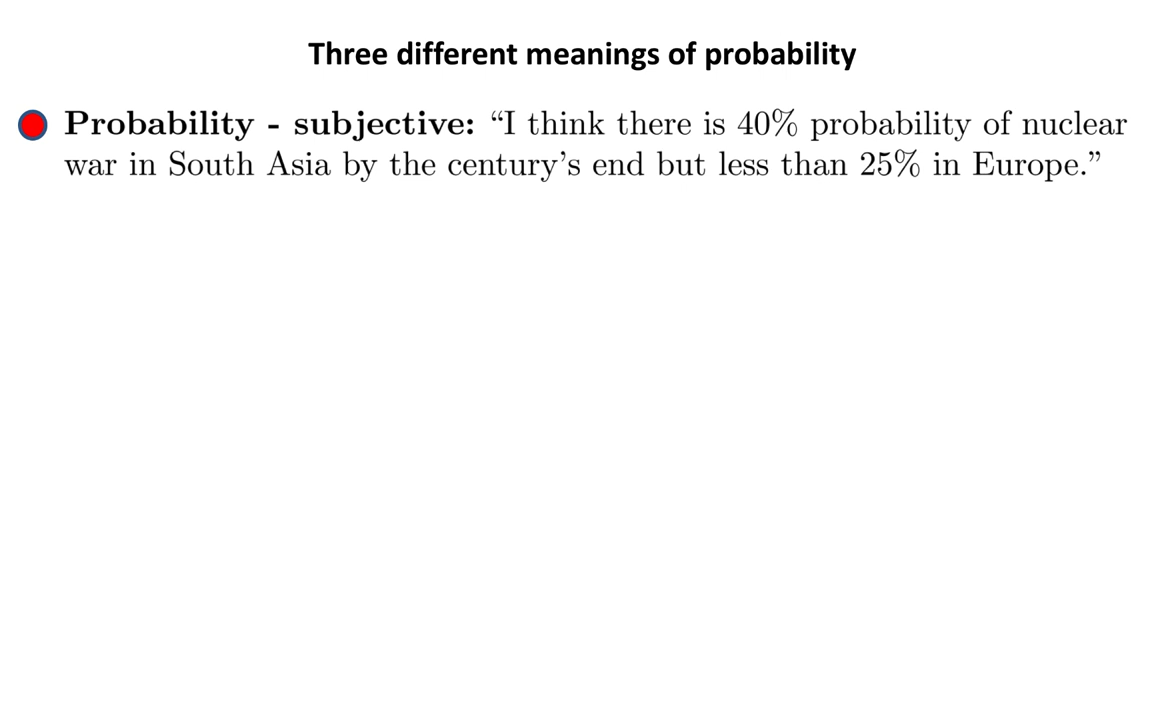 Three different meanings of probability
Probability - subjective: “I think there is 40% probability of nuclear
war in South Asia by the century’s end but less than 25% in Europe.”